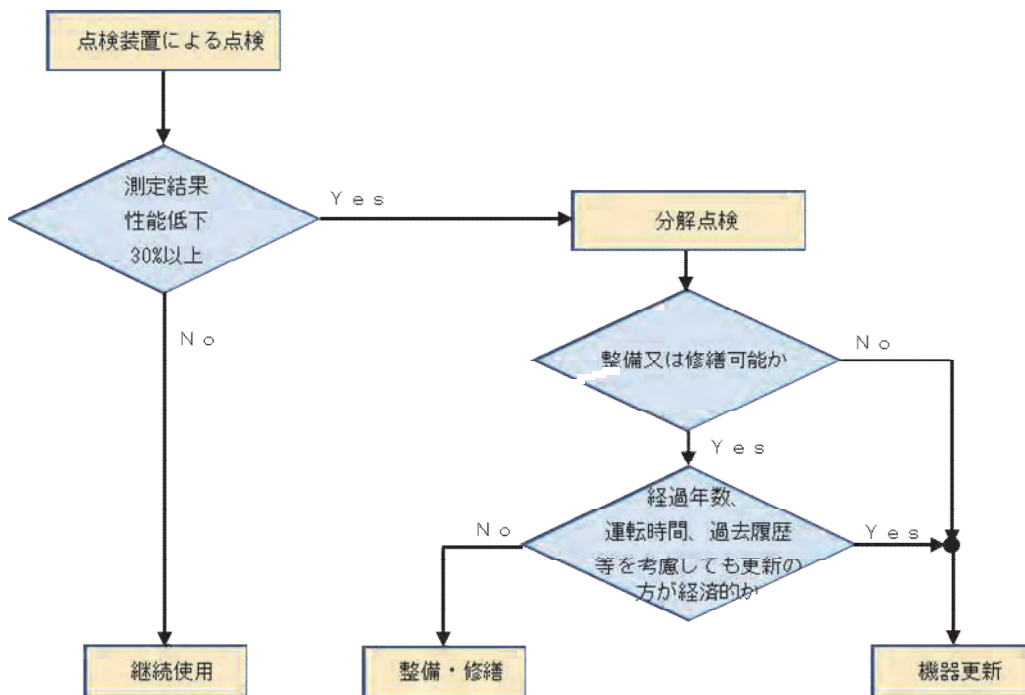 点検装置による点検
測定結果
性能低下
30%以上
Yes
分解点検
No
整備又は修繕可能か
No
Yes
経過年数、
運転時間、過去履歴
等を考慮しても更新の
方が経済的か
No
Yes
継続使用
整備・修繕
機器更新